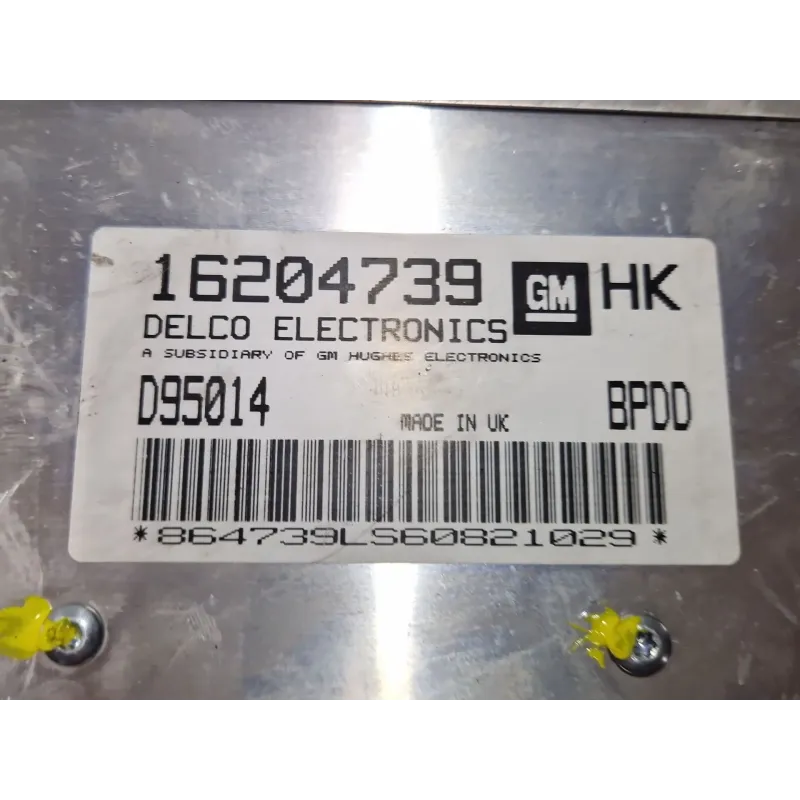 16204739 GM HK
DELCO ELECTRONICS
A SUBSIDIARY OF GM HUGHES ELECTRONICS
D95014 MADE IN UK BPDD
*864739LS60821029*